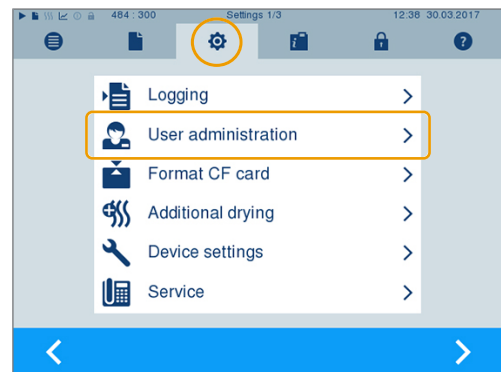 484 : 300 Settings 1/3 12:38 30.03.2017
Logging
User administration
Format CF card
Additional drying
Device settings
Service